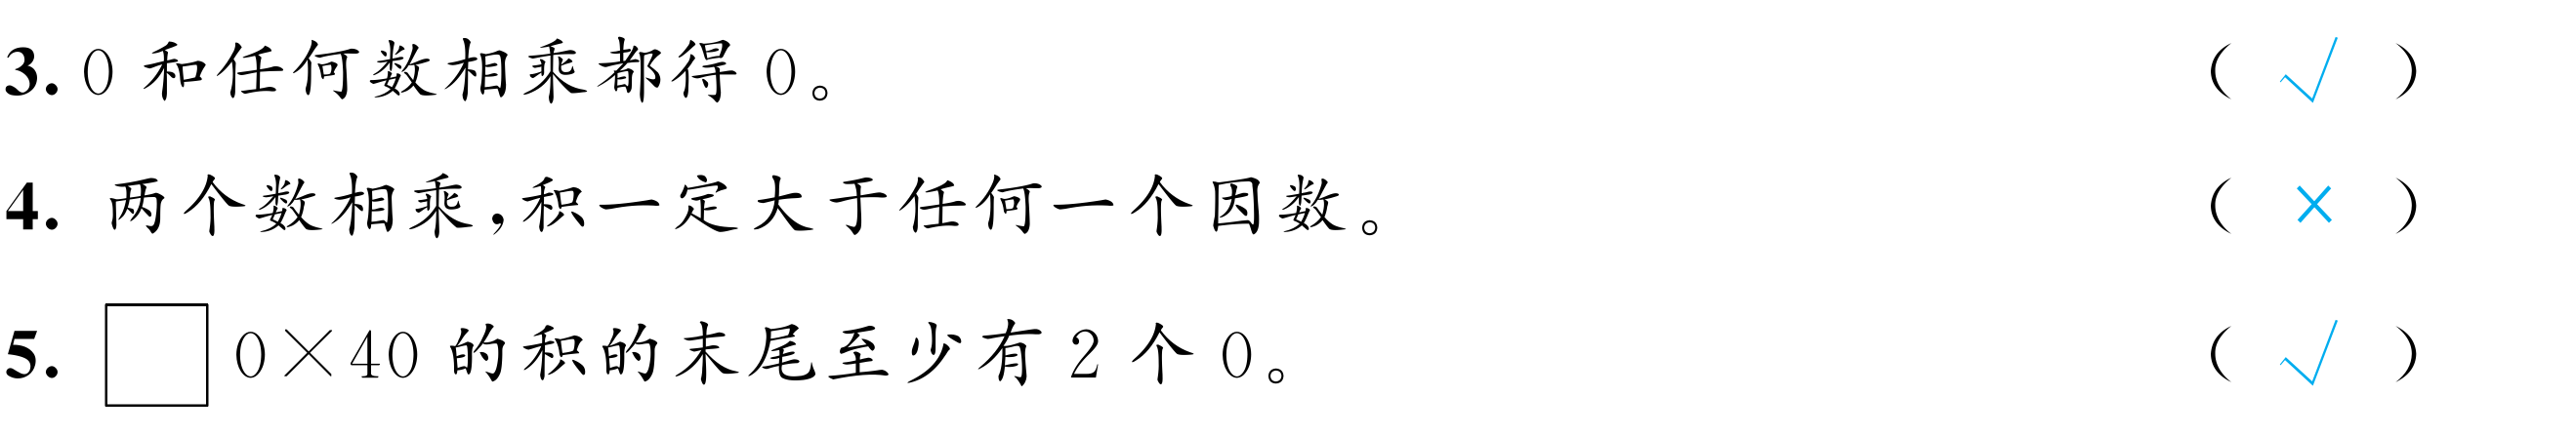 3. 0 和任何数相乘都得 0。 ( √ )
4. 两个数相乘,积一定大于任何一个因数。 ( × )
5. □0×40 的积的末尾至少有 2 个 0。 ( √ )